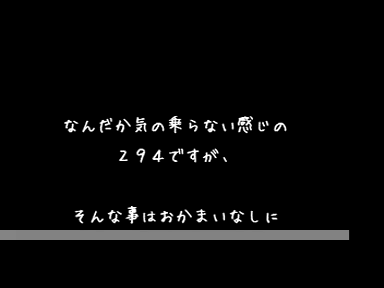 なんだか気の乗らない感じの
２９４ですが、
そんな事はおかまいなしに